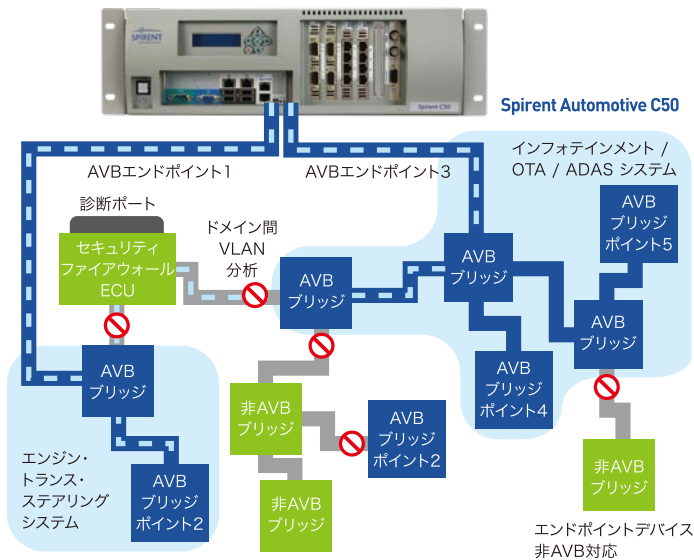 SPIRENT
Spirent C50
Spirent Automotive C50
AVBエンドポイント1
AVBエンドポイント3
インフォテインメント /
OTA / ADAS システム
診断ポート
セキュリティ
ファイアウォール
ECU
ドメイン間
VLAN
分析
AVB
ブリッジ
AVB
ブリッジ
AVB
ブリッジ
ポイント5
AVB
ブリッジ
AVB
ブリッジ
AVB
ブリッジ
ポイント4
非AVB
ブリッジ
AVB
ブリッジ
ポイント2
エンジン・
トランス・
ステアリング
システム
AVB
ブリッジ
ポイント2
非AVB
ブリッジ
非AVB
ブリッジ
エンドポイントデバイス
非AVB対応